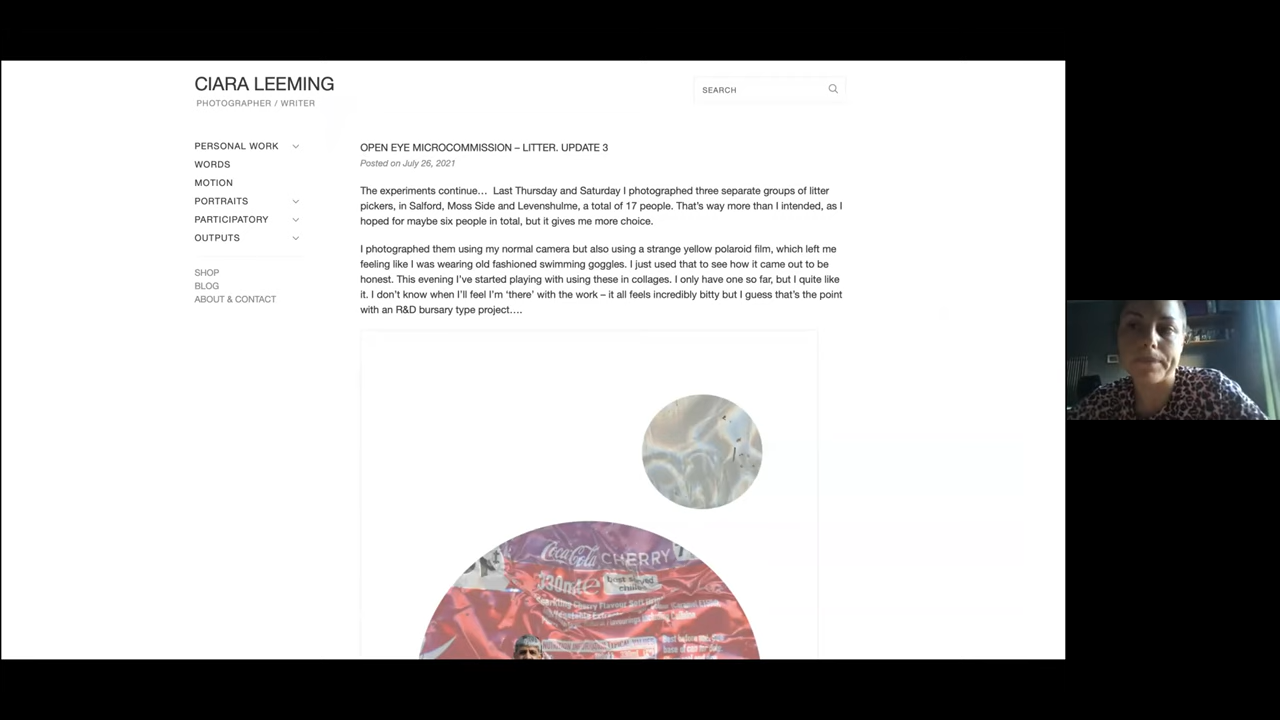 CIARA LEEMING
PHOTOGRAPHER / WRITER
SEARCH
PERSONAL WORK
WORDS
MOTION
PORTRAITS
PARTICIPATORY
OUTPUTS
SHOP
BLOG
ABOUT & CONTACT
OPEN EYE MICROCOMMISSION – LITTER. UPDATE 3
Posted on July 26, 2021
The experiments continue… Last Thursday and Saturday I photographed three separate groups of litter
pickers, in Salford, Moss Side and Levenshulme, a total of 17 people. That's way more than I intended, as I
hoped for maybe six people in total, but it gives me more choice.
I photographed them using my normal camera but also using a strange yellow polaroid film, which left me
feeling like I was wearing old fashioned swimming goggles. I just used that to see how it came out to be
honest. This evening I've started playing with using these in collages. I only have one so far, but I quite like
it. I don't know when I'll feel I'm 'there' with the work – it all feels incredibly bitty but I guess that's the point
with an R&D bursary type project….
Coca-Cola CHERRY
330ml e
best served
chilled
Sparkling Cherry Flavour Soft
Vegetable Extracts